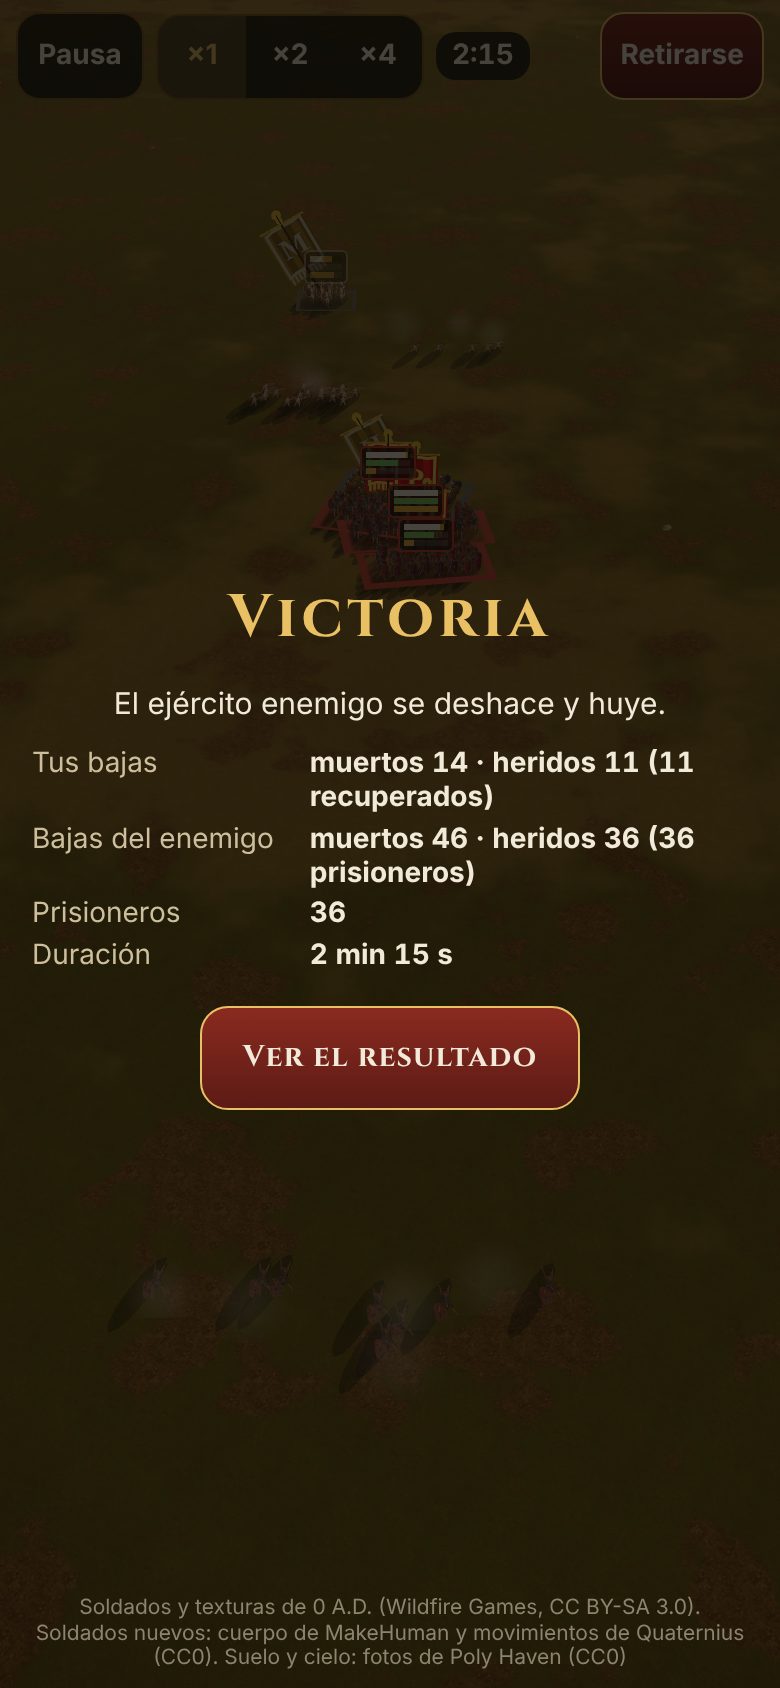 Pausa ×1 ×2 ×4 2:15 Retirarse
M
VICTORIA
El ejército enemigo se deshace y huye.
Tus bajas muertos 14 · heridos 11 (11
recuperados)
Bajas del enemigo muertos 46 · heridos 36 (36
prisioneros)
Prisioneros 36
Duración 2 min 15 s
VER EL RESULTADO
Soldados y texturas de 0 A.D. (Wildfire Games, CC BY-SA 3.0).
Soldados nuevos: cuerpo de MakeHuman y movimientos de Quaternius
(CC0). Suelo y cielo: fotos de Poly Haven (CC0)